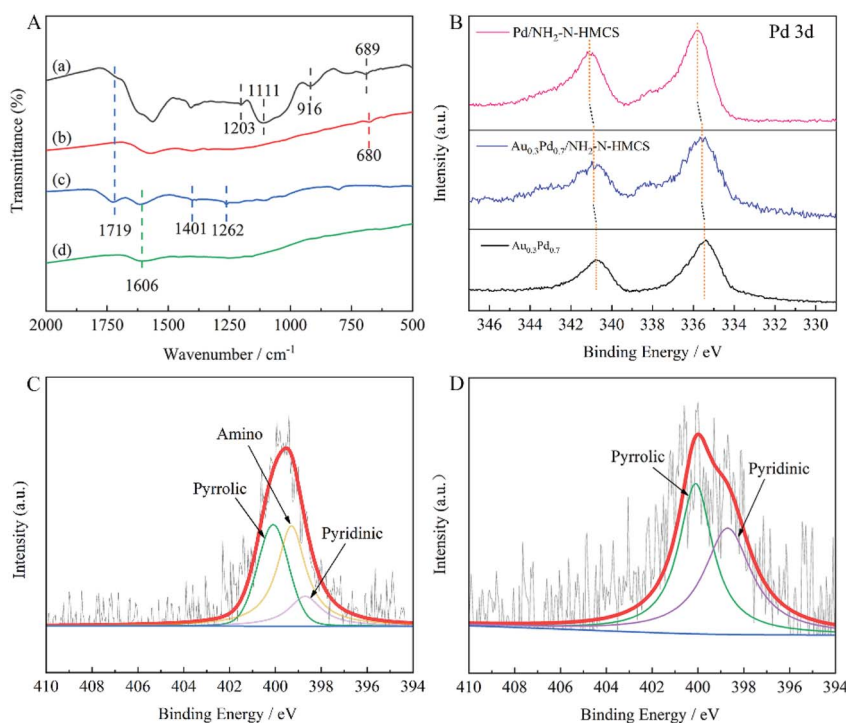 A
(a)
(b)
(c)
(d)
689
1111
1203
916
680
1719
1401
1262
1606
Transmittance (%)
2000 1750 1500 1250 1000 750 500
Wavenumber / cm⁻¹
B
Pd 3d
Pd/NH₂-N-HMCS
Au₀.₃Pd₀.₇/NH₂-N-HMCS
Au₀.₃Pd₀.₇
Intensity (a.u.)
346 344 342 340 338 336 334 332 330
Binding Energy / eV
C
Amino
Pyrrolic
Pyridinic
Intensity (a.u.)
410 408 406 404 402 400 398 396 394
Binding Energy / eV
D
Pyrrolic
Pyridinic
Intensity (a.u.)
410 408 406 404 402 400 398 396 394
Binding Energy / eV